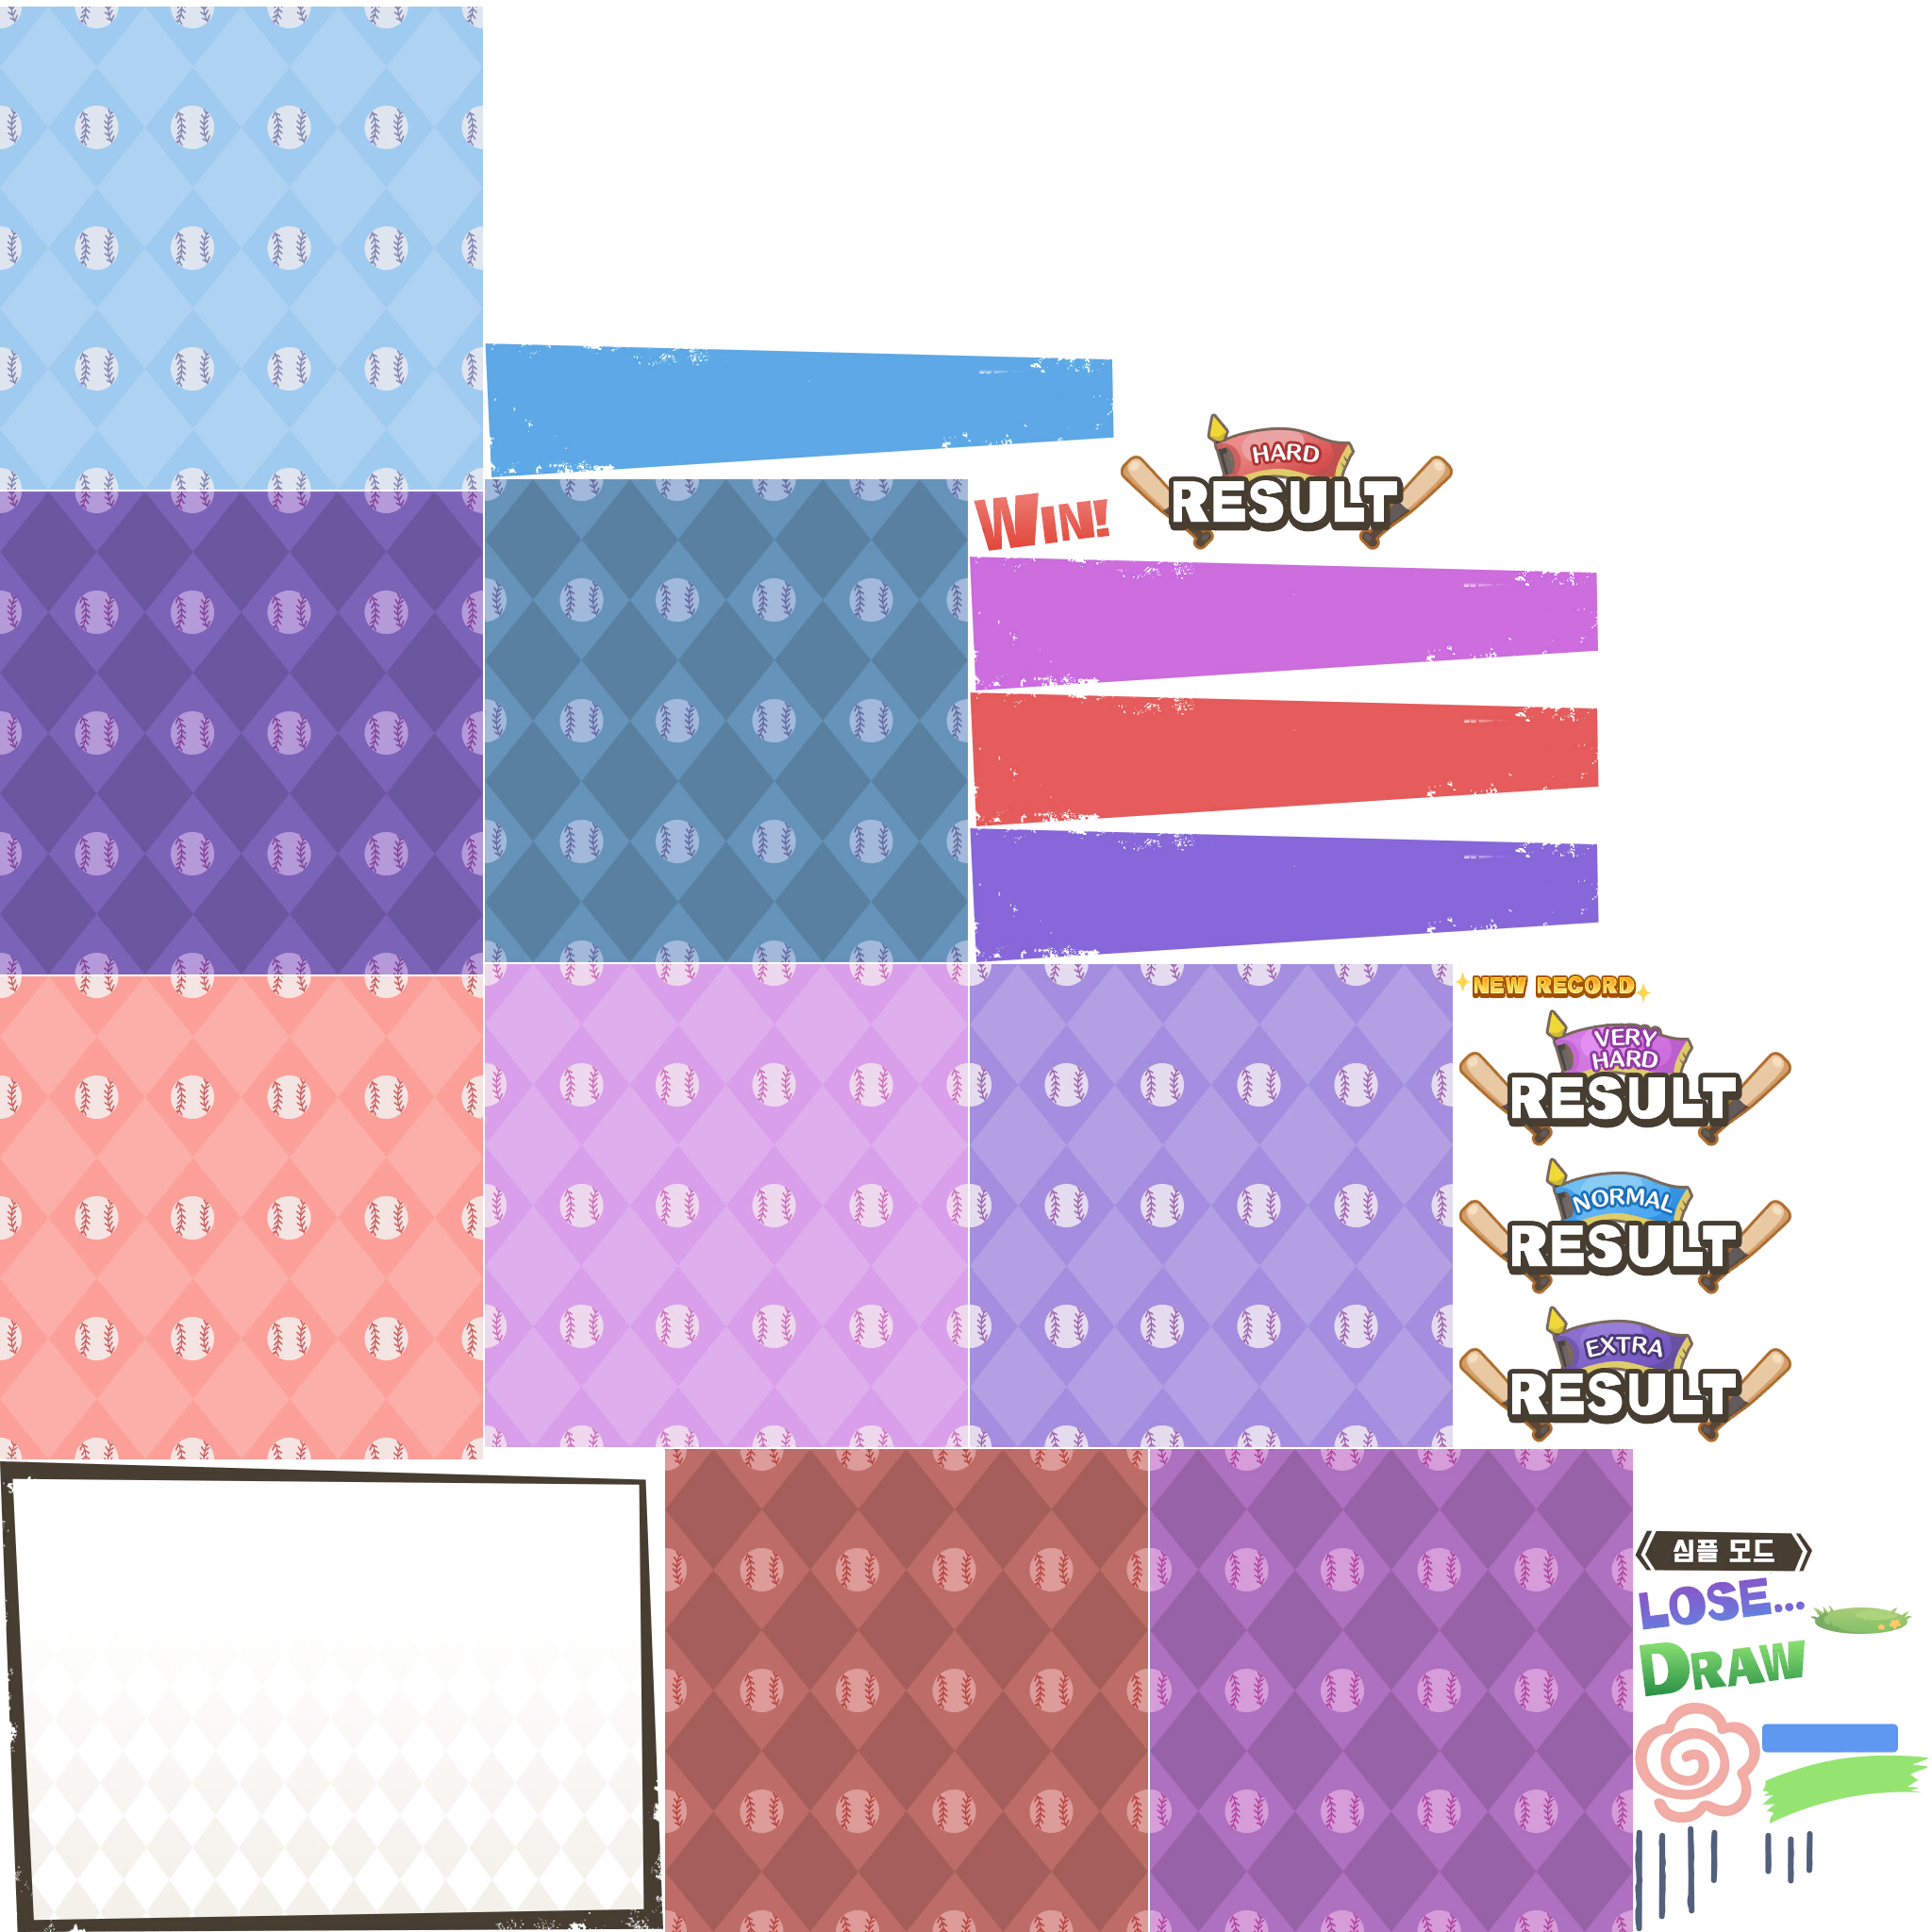 HARD
RESULT
WIN!
NEW RECORD
VERY
HARD
RESULT
NORMAL
RESULT
EXTRA
RESULT
심플 모드
LOSE...
DRAW